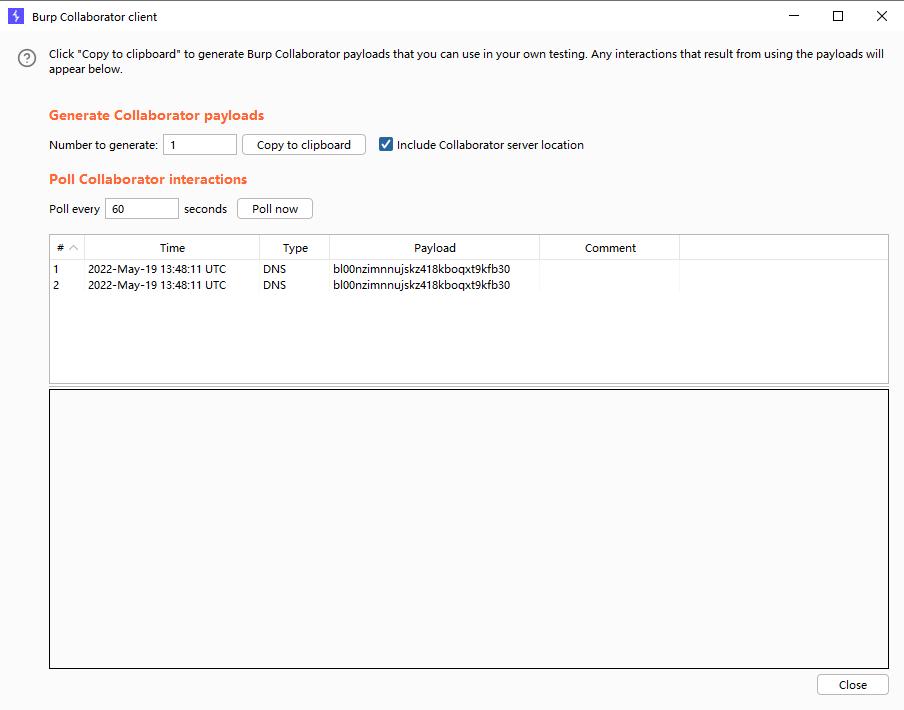 Burp Collaborator client
Click "Copy to clipboard" to generate Burp Collaborator payloads that you can use in your own testing. Any interactions that result from using the payloads will
appear below.
Generate Collaborator payloads
Number to generate: 1 Copy to clipboard Include Collaborator server location
Poll Collaborator interactions
Poll every 60 seconds Poll now
# Time Type Payload Comment
1 2022-May-19 13:48:11 UTC DNS bl00nzimnnujskz418kboqxt9kfb30
2 2022-May-19 13:48:11 UTC DNS bl00nzimnnujskz418kboqxt9kfb30
Close